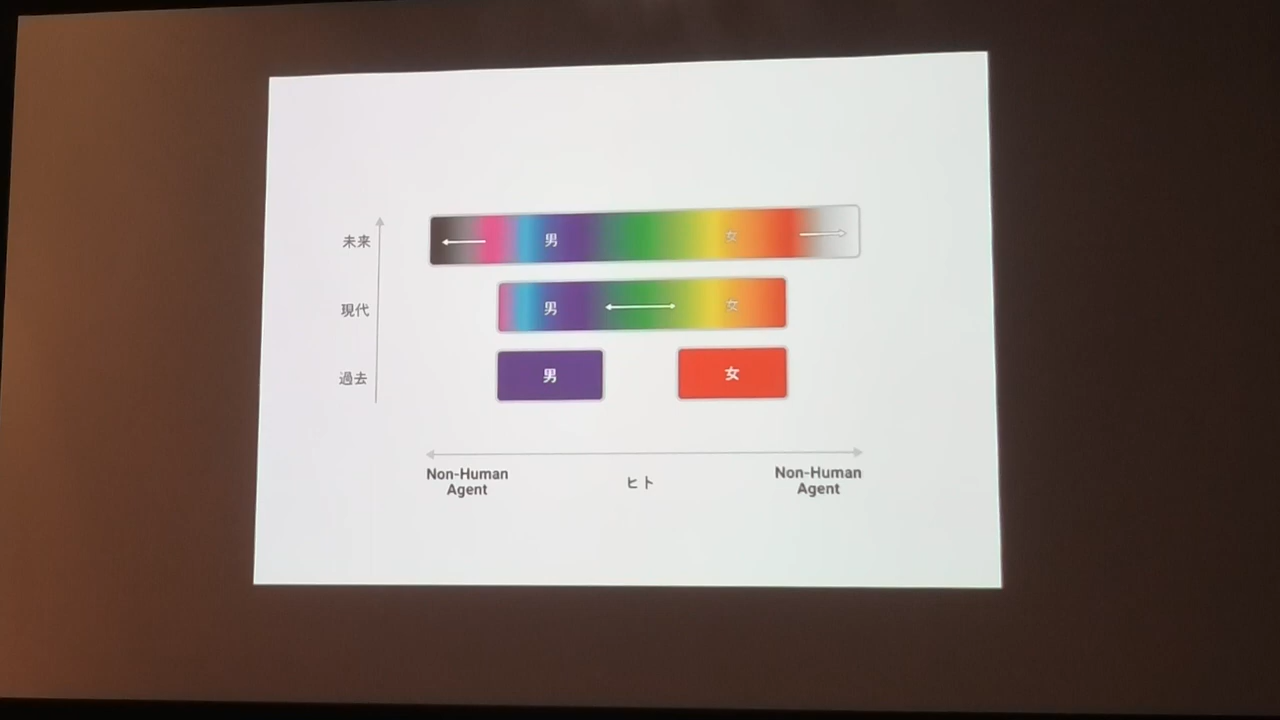 未来
男
女
現代
男
女
過去
男
女
Non-Human
Agent
ヒト
Non-Human
Agent